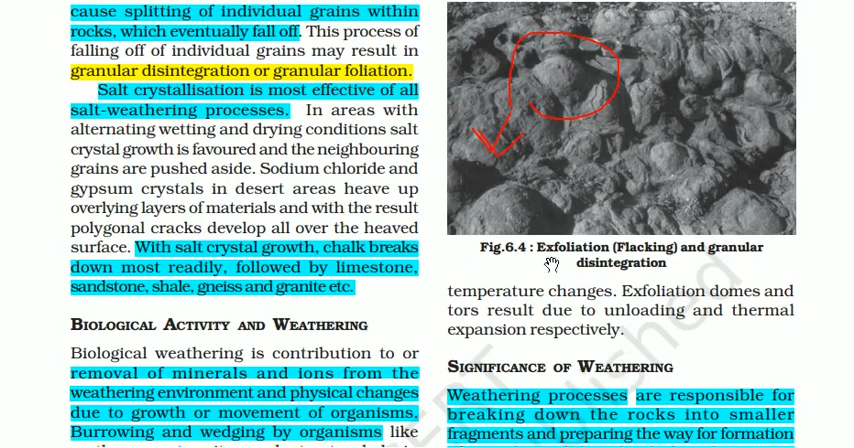 cause splitting of individual grains within
rocks, which eventually fall off. This process of
falling off of individual grains may result in
granular disintegration or granular foliation.
Salt crystallisation is most effective of all
salt-weathering processes. In areas with
alternating wetting and drying conditions salt
crystal growth is favoured and the neighbouring
grains are pushed aside. Sodium chloride and
gypsum crystals in desert areas heave up
overlying layers of materials and with the result
polygonal cracks develop all over the heaved
surface. With salt crystal growth, chalk breaks
down most readily, followed by limestone,
sandstone, shale, gneiss and granite etc.
BIOLOGICAL ACTIVITY AND WEATHERING
Biological weathering is contribution to or
removal of minerals and ions from the
weathering environment and physical changes
due to growth or movement of organisms.
Burrowing and wedging by organisms like
Fig.6.4 : Exfoliation (Flacking) and granular
disintegration
temperature changes. Exfoliation domes and
tors result due to unloading and thermal
expansion respectively.
SIGNIFICANCE OF WEATHERING
Weathering processes are responsible for
breaking down the rocks into smaller
fragments and preparing the way for formation